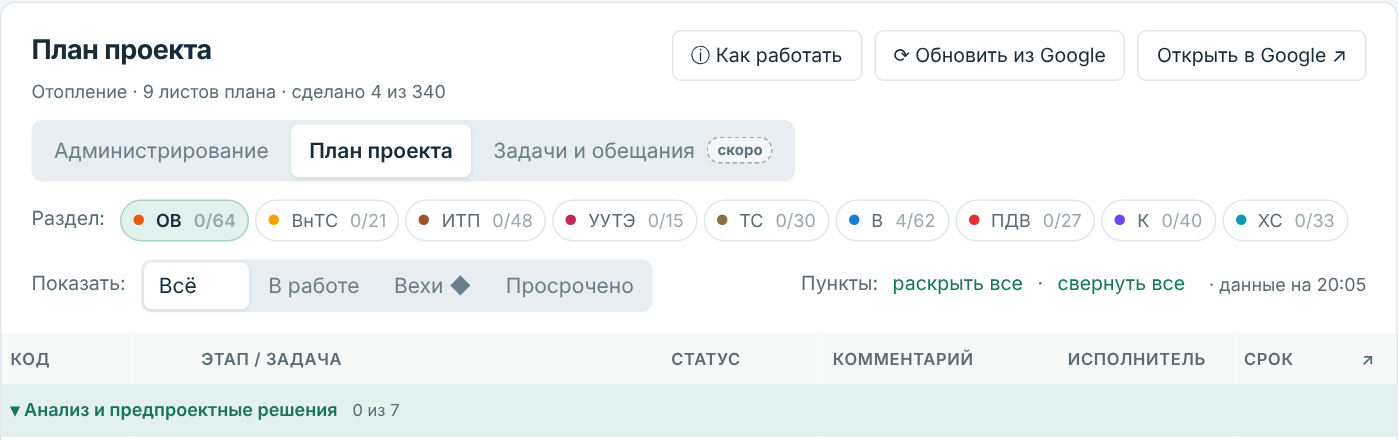 План проекта
ⓘ Как работать
⟳ Обновить из Google
Открыть в Google ↗
Отопление · 9 листов плана · сделано 4 из 340
Администрирование План проекта Задачи и обещания скоро
Раздел: ОВ 0/64 ВнТС 0/21 ИТП 0/48 УУТЭ 0/15 ТС 0/30 В 4/62 ПДВ 0/27 К 0/40 ХС 0/33
Показать: Всё В работе Вехи ◆ Просрочено Пункты: раскрыть все · свернуть все · данные на 20:05
КОД ЭТАП / ЗАДАЧА СТАТУС КОММЕНТАРИЙ ИСПОЛНИТЕЛЬ СРОК ↗
▾ Анализ и предпроектные решения 0 из 7